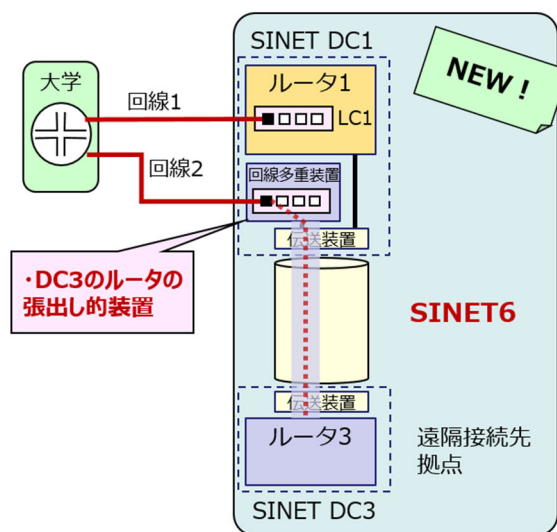 SINET DC1
NEW！
大学
ルータ1
回線1
LC1
回線2
回線多重装置
伝送装置
・DC3のルータの
張出し的装置
SINET6
伝送装置
ルータ3
遠隔接続先
拠点
SINET DC3